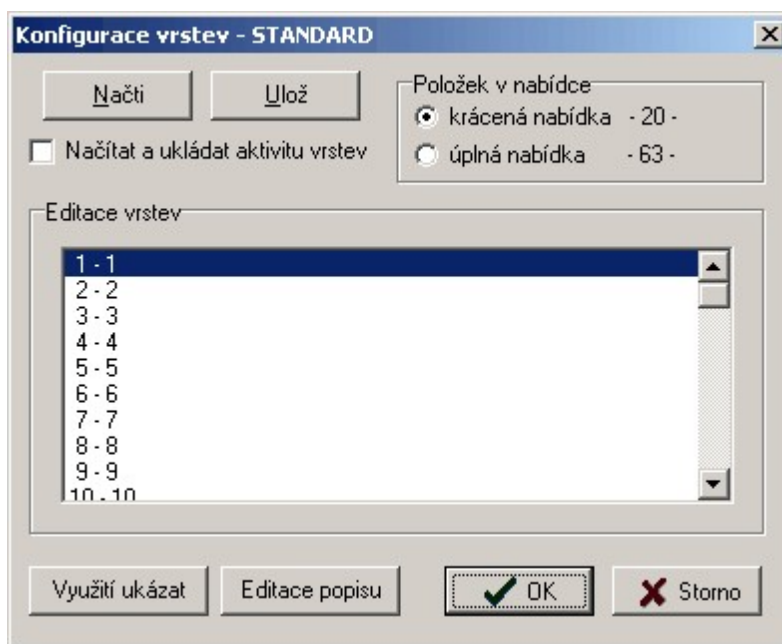 Konfigurace vrstev - STANDARD
Načti
Ulož
Načítat a ukládat aktivitu vrstev
Položek v nabídce
krácená nabídka - 20 -
úplná nabídka - 63 -
Editace vrstev
1 - 1
2 - 2
3 - 3
4 - 4
5 - 5
6 - 6
7 - 7
8 - 8
9 - 9
10 - 10
Využití ukázat
Editace popisu
OK
Storno